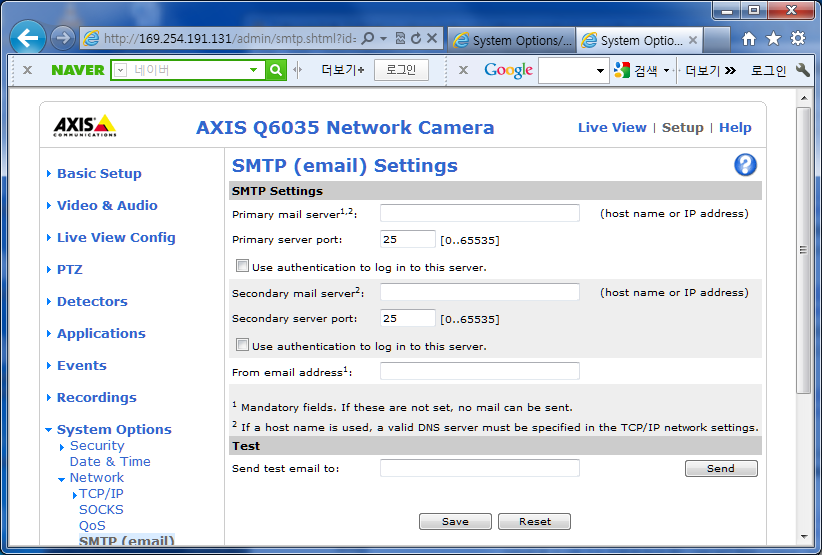 http://169.254.191.131/admin/smtp.shtml?id=
System Options/...
System Optio...
x NAVER 네이버 더보기+ 로그인
x Google 검색 더보기 » 로그인
AXIS COMMUNICATIONS
AXIS Q6035 Network Camera
Live View | Setup | Help
Basic Setup
Video & Audio
Live View Config
PTZ
Detectors
Applications
Events
Recordings
System Options
Security
Date & Time
Network
TCP/IP
SOCKS
QoS
SMTP (email)
SMTP (email) Settings
?
SMTP Settings
Primary mail server1,2: (host name or IP address)
Primary server port: 25 [0..65535]
Use authentication to log in to this server.
Secondary mail server2: (host name or IP address)
Secondary server port: 25 [0..65535]
Use authentication to log in to this server.
From email address1:
1 Mandatory fields. If these are not set, no mail can be sent.
2 If a host name is used, a valid DNS server must be specified in the TCP/IP network settings.
Test
Send test email to: Send
Save Reset